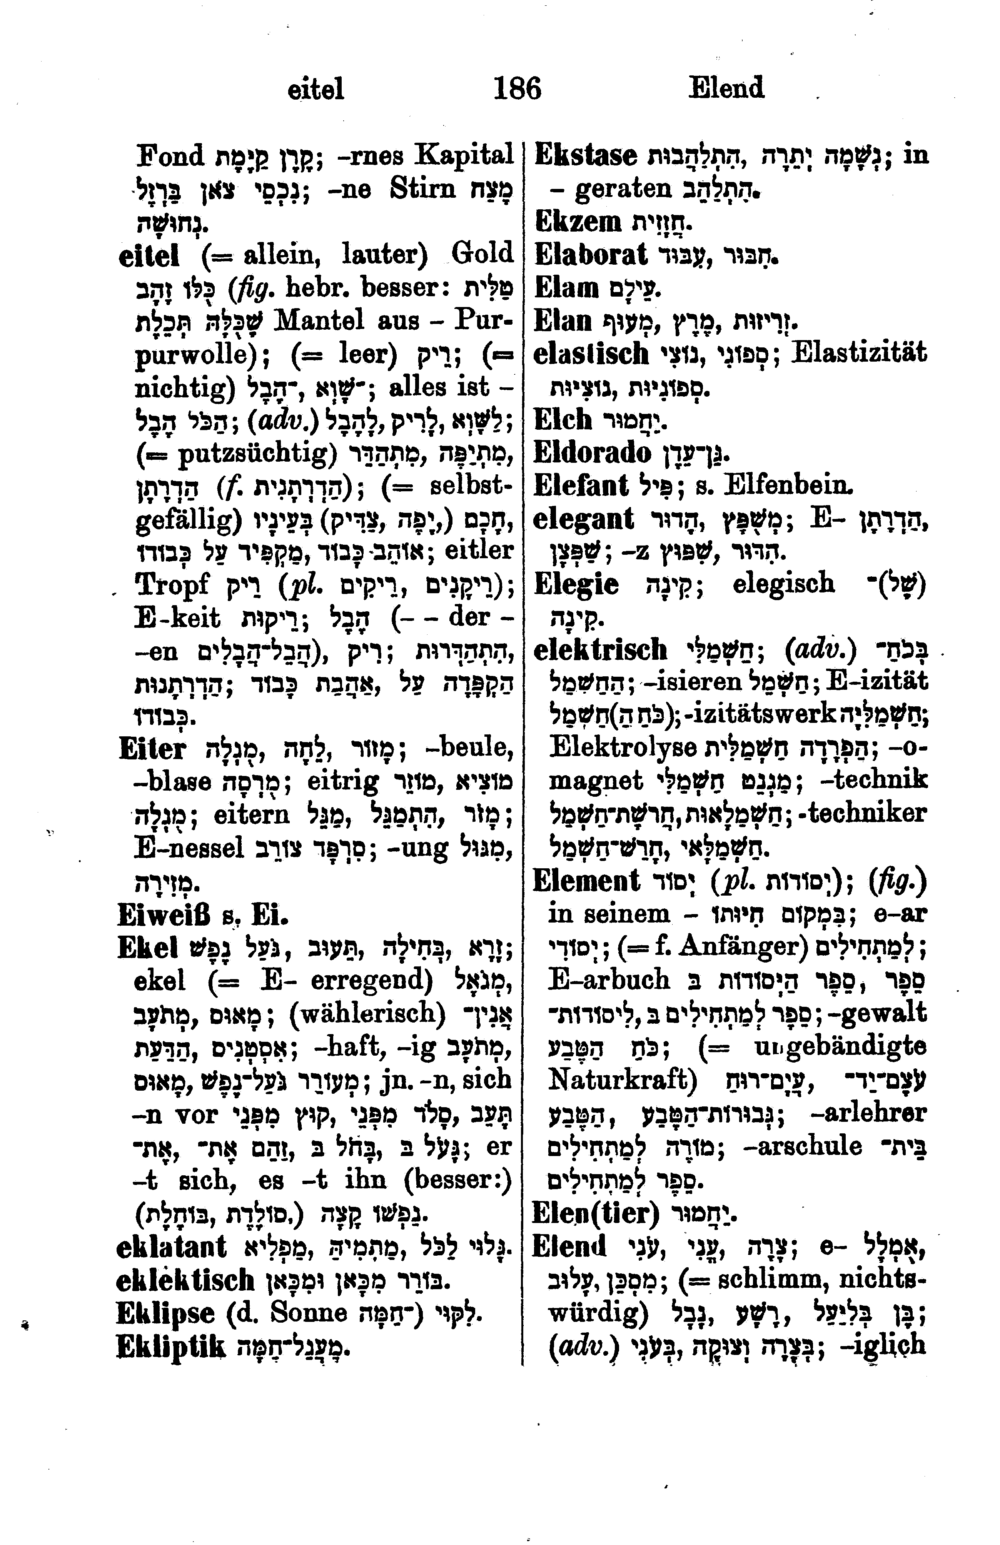 eitel 186 Elend
Fond קֶרֶן קַיֶּמֶת; -rnes Kapital
נִכְסֵי צֹאן בַּרְזֶל; -ne Stirn מֵצַח
נְחוּשָׁה.
eitel (= allein, lauter) Gold
כֻּלּוֹ זָהָב (fig. hebr. besser: טַלִּית
שֶׁכֻּלָּהּ תְּכֵלֶת Mantel aus - Pur-
purwolle); (= leer) רֵיק; (=
nichtig) הֶבֶל-, שָׁוְא-; alles ist -
הַכֹּל הֶבֶל; (adv.) לְהֶבֶל, לָרִיק, לַשָּׁוְא;
(= putzsüchtig) מִתְהַדֵּר, מִתְיַפֶּה,
הַדְרְתָן (f. הַדְרְתָנִית); (= selbst-
gefällig) חָכָם (יָפֶה, צַדִּיק) בְּעֵינָיו,
אוֹהֵב-כָּבוֹד, מַקְפִּיד עַל כְּבוֹדוֹ; eitler
Tropf רֵיק (pl. רֵיקִים, רֵיקָנִים);
E-keit רֵיקוּת; הֶבֶל (- - der -
-en הֲבֵל-הֲבָלִים), רִיק; הִתְהַדְּרוּת,
הַדְרְתָנוּת; אַהֲבַת כָּבוֹד, הַקְפָּדָה עַל
כְּבוֹדוֹ.
Eiter מֻגְלָה, לֵחָה, מָזוֹר; -beule,
-blase מֻרְסָה; eitrig מוֹזֵר, מוֹצִיא
מֻגְלָה; eitern מִגֵּל, הִתְמַגֵּל, מָזוֹר;
E-nessel סִרְפָּד צוֹרֵב; -ung מִגּוּל,
מְזִירָה.
Eiweiß s. Ei.
Ekel גֹּעַל נֶפֶשׁ, תֵּעוּב, בְּחִילָה, זָרָא;
ekel (= E- erregend) מְגֹאָל,
מְתֹעָב, מָאוּס; (wählerisch) אֲנִין-
הַדַּעַת, אִסְטְנִיס; -haft, -ig מְתֹעָב,
מָאוּס, מְעוֹרֵר גֹּעַל-נֶפֶשׁ; jn. -n, sich
-n vor תָּעַב, סָלַד מִפְּנֵי, קוּץ מִפְּנֵי
אֶת-, זִהַם אֶת-, בָּחַל בּ, גָּעַל בּ; er
-t sich, es -t ihn (besser:)
נַפְשׁוֹ קָצָה (סוֹלֶדֶת, בּוֹחֶלֶת).
eklatant גָּלוּי לַכֹּל, מַתְמִיהַּ, מַפְלִיא.
eklektisch בּוֹרֵר מִכָּאן וּמִכָּאן.
Eklipse (d. Sonne לִקּוּי (-חַמָּה.
Ekliptik מַעֲגַל-חַמָּה.
Ekstase הִתְלַהֲבוּת, נְשָׁמָה יְתֵרָה; in
- geraten הִתְלַהֵב.
Ekzem חֲזָזִית.
Elaborat חִבּוּר, עִבּוּד.
Elam עֵילָם.
Elan זְרִיזוּת, מֶרֶץ, מְעוּף.
elastisch סְפוֹגִי, גּוֹצִי; Elastizität
סְפוֹגִיּוּת, גּוֹצִיּוּת.
Elch יַחְמוּר.
Eldorado גַּן-עֵדֶן.
Elefant פִּיל; s. Elfenbein.
elegant הָדוּר, מְשֻׁפָּץ; E- הַדְרְתָן,
שַׁפְּצָן; -z הִדּוּר, שִׁפּוּץ.
Elegie קִינָה; elegisch (שֶׁל)-
קִינָה.
elektrisch חַשְׁמַלִּי; (adv.) בְּכֹחַ-
הַחַשְׁמַל; -isieren חִשְׁמֵל; E-izität
(כֹּחַ הַ)חַשְׁמַל; -izitätswerk חַשְׁמַלִּיָּה;
Elektrolyse הַפְרָדָה חַשְׁמַלִּית; -o-
magnet מַגְנֵט חַשְׁמַלִּי; -technik
חַשְׁמַלָּאוּת, חֲרֹשֶׁת-חַשְׁמַל; -techniker
חַשְׁמַלַּאי, חָרַשׁ-חַשְׁמַל.
Element יְסוֹד (pl. יְסוֹדוֹת); (fig.)
in seinem - בִּמְקוֹם חִיּוּתוֹ; e-ar
יְסוֹדִי; (= f. Anfänger) לְמַתְחִילִים;
E-arbuch סֵפֶר הַיְסוֹדוֹת בּ, סֵפֶר
לִיסוֹדוֹת-, סֵפֶר לְמַתְחִילִים בּ; -gewalt
כֹּחַ הַטֶּבַע; (= ungebändigte
Naturkraft) עֲיָם-רוּחַ, עֹצֶם-יַד-
הַטֶּבַע, גְּבוּרוֹת-הַטֶּבַע; -arlehrer
מוֹרֶה לְמַתְחִילִים; -arschule בֵּית-
סֵפֶר לְמַתְחִילִים.
Elen(tier) יַחְמוּר.
Elend עֹנִי, עֱנִי, צָרָה; e- אֻמְלָל,
עָלוּב, מִסְכֵּן; (= schlimm, nichts-
würdig) נָבָל, רָשָׁע, בֶּן בְּלִיַּעַל;
(adv.) בְּעֹנִי, בְּצָרָה וְצוּקָה; -iglich